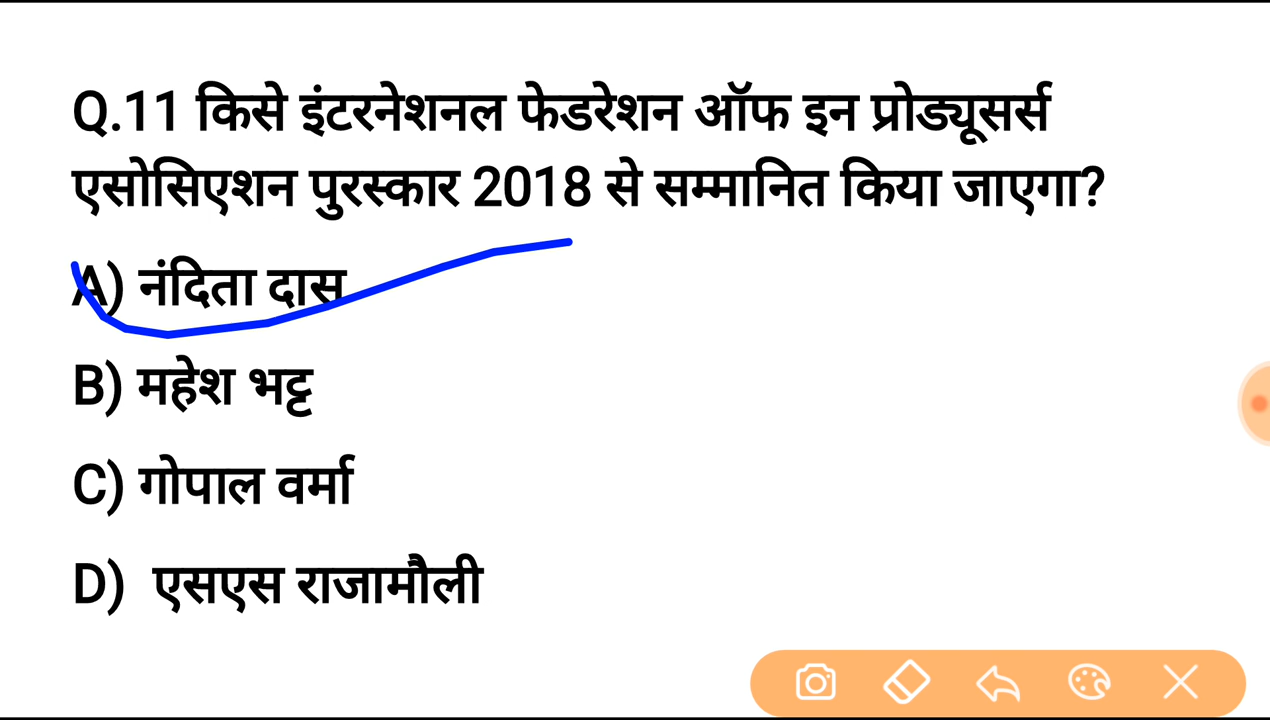 Q.11 किसे इंटरनेशनल फेडरेशन ऑफ इन प्रोड्यूसर्स
एसोसिएशन पुरस्कार 2018 से सम्मानित किया जाएगा?
A) नंदिता दास
B) महेश भट्ट
C) गोपाल वर्मा
D) एसएस राजामौली